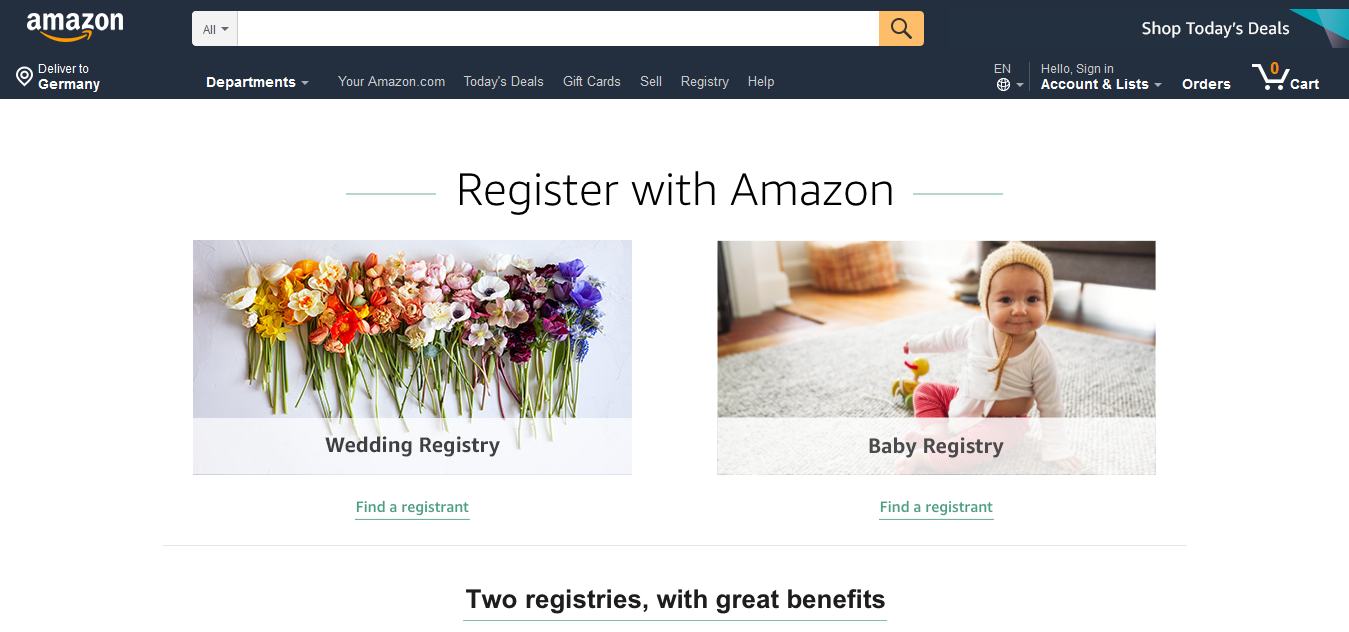 amazon
All
Shop Today's Deals
Deliver to
Germany
Departments
Your Amazon.com
Today's Deals
Gift Cards
Sell
Registry
Help
EN
Hello, Sign in
Account & Lists
Orders
0
Cart
Register with Amazon
Wedding Registry
Baby Registry
Find a registrant
Find a registrant
Two registries, with great benefits